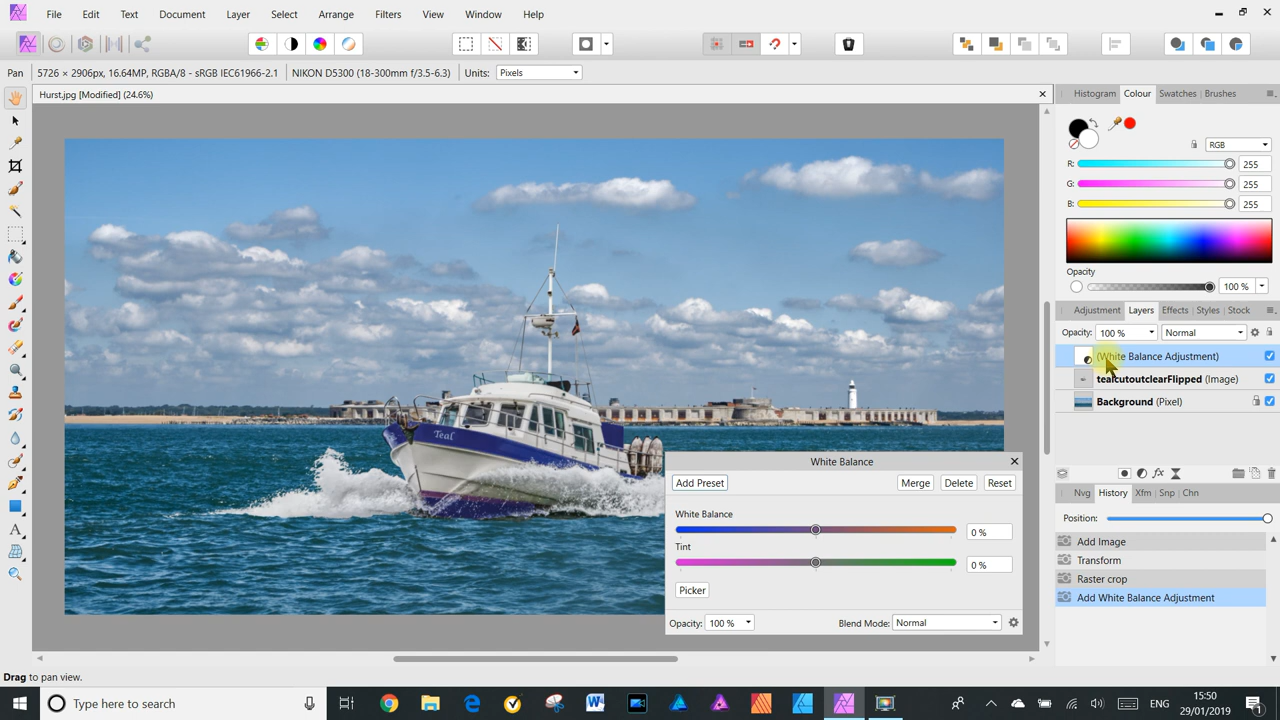 File Edit Text Document Layer Select Arrange Filters View Window Help
Pan 5726 × 2906px, 16.64MP, RGBA/8 - sRGB IEC61966-2.1 NIKON D5300 (18-300mm f/3.5-6.3) Units: Pixels
Hurst.jpg [Modified] (24.6%)
Histogram Colour Swatches Brushes
RGB
R: 255
G: 255
B: 255
Opacity
100 %
Adjustment Layers Effects Styles Stock
Opacity: 100 % Normal
(White Balance Adjustment)
tealcutoutclearFlipped (Image)
Background (Pixel)
Teal
White Balance
Add Preset Merge Delete Reset
White Balance
0 %
Tint
0 %
Picker
Opacity: 100 % Blend Mode: Normal
Nvg History Xfm Snp Chn
Position:
Add Image
Transform
Raster crop
Add White Balance Adjustment
Drag to pan view.
Type here to search
ENG
15:50
29/01/2019